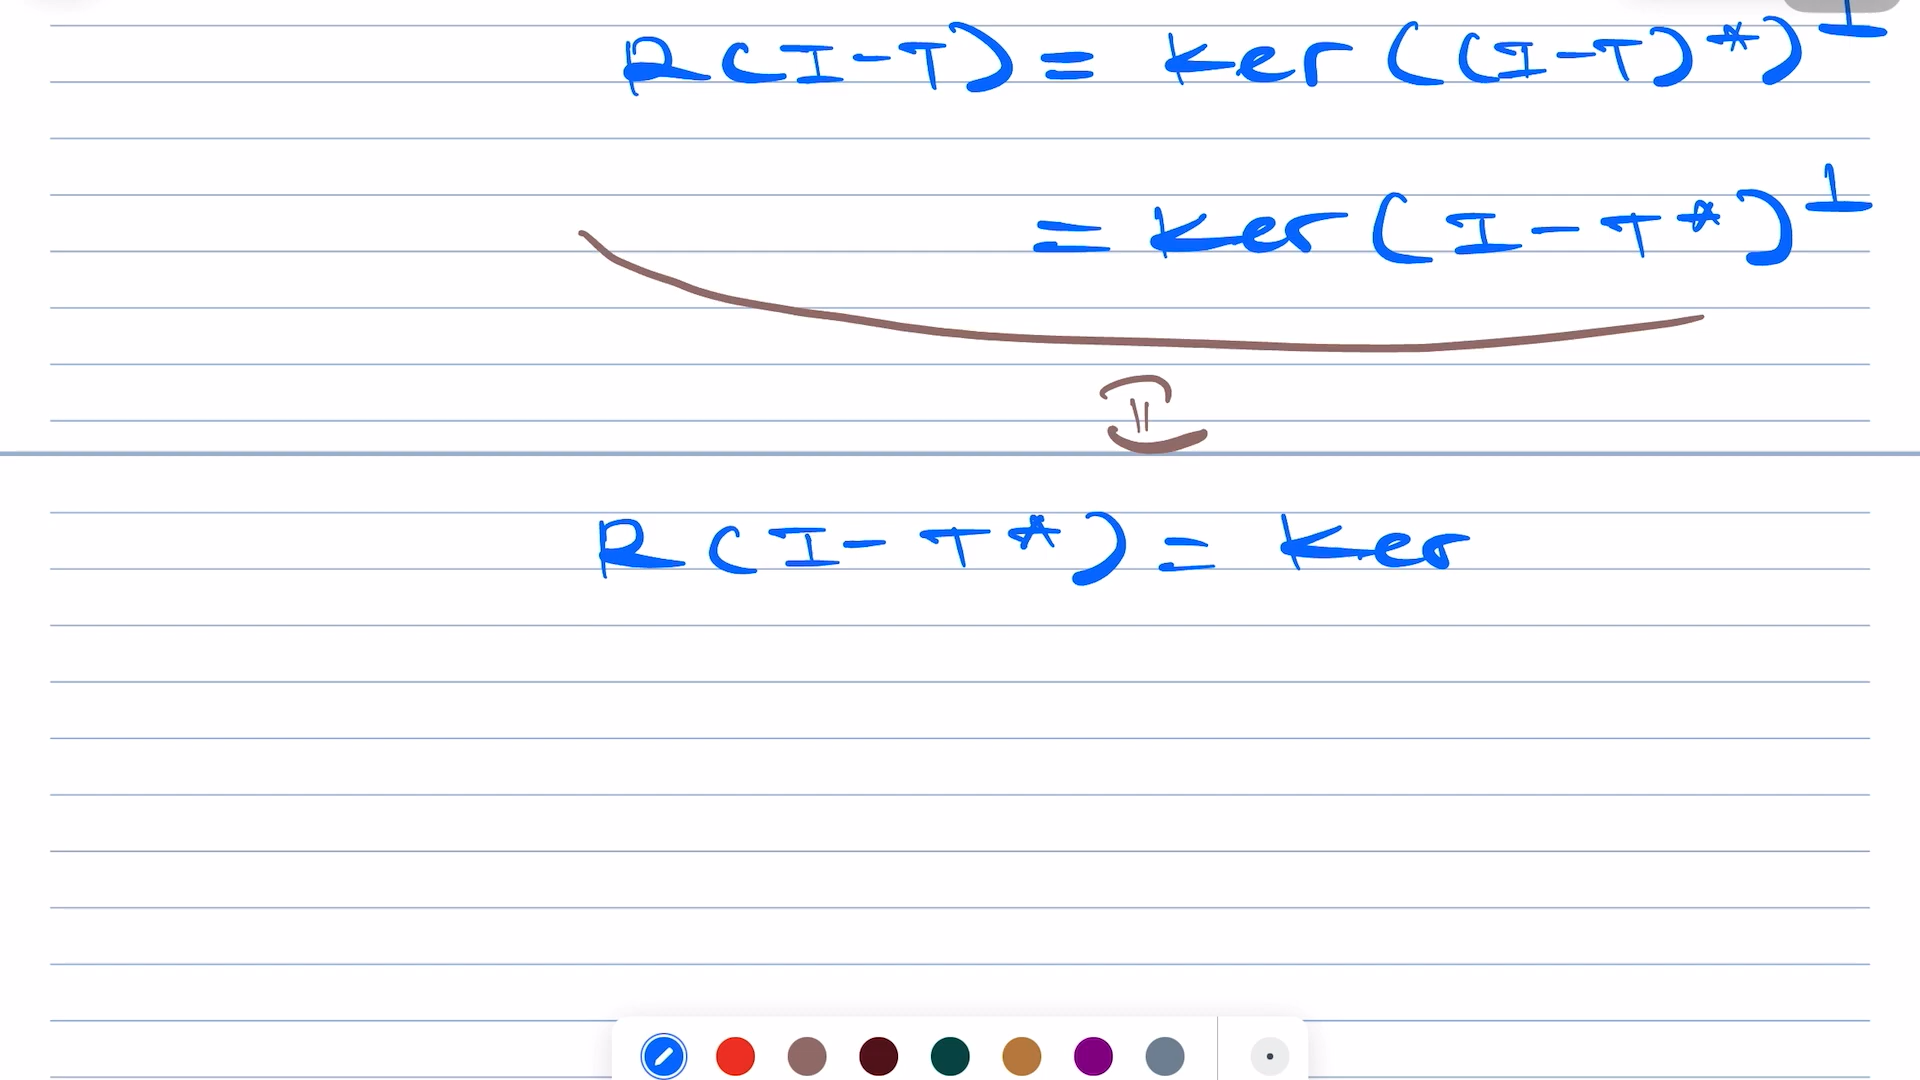 R(I-T) = ker((I-T)*)⊥
= ker(I-T*)⊥
R(I-T*) = ker